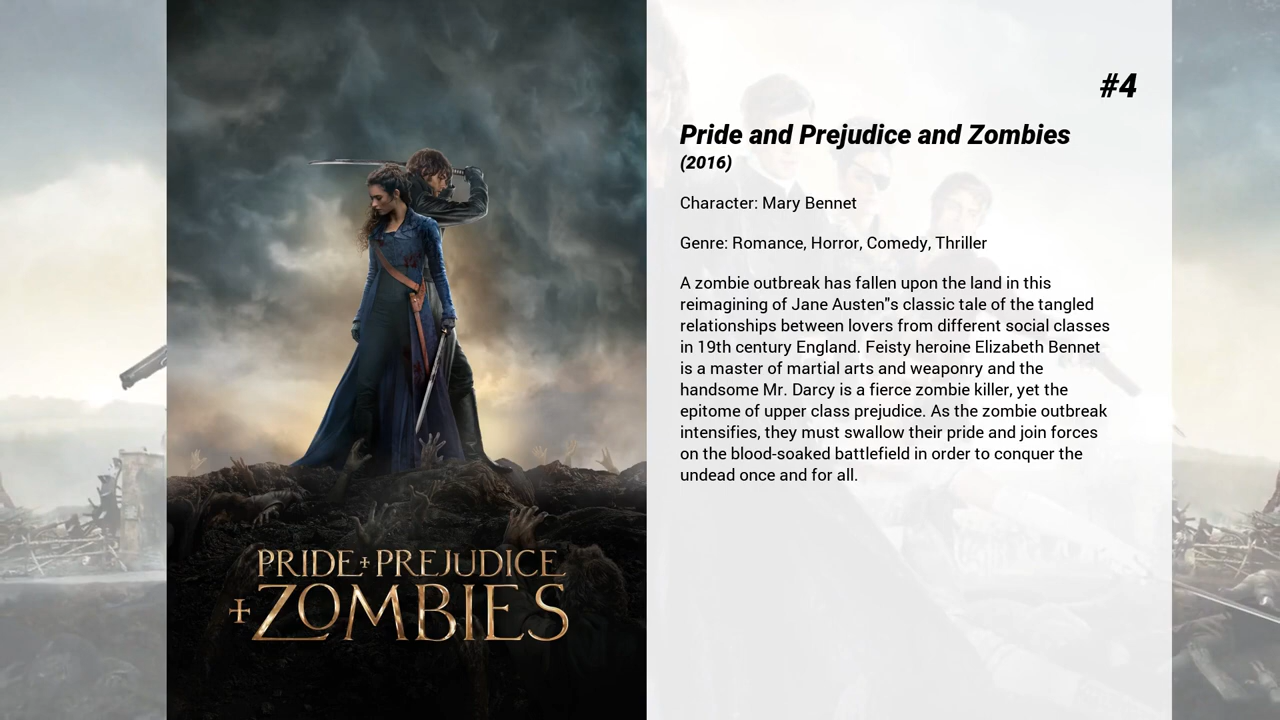 #4
Pride and Prejudice and Zombies
(2016)
Character: Mary Bennet
Genre: Romance, Horror, Comedy, Thriller
A zombie outbreak has fallen upon the land in this
reimagining of Jane Austen"s classic tale of the tangled
relationships between lovers from different social classes
in 19th century England. Feisty heroine Elizabeth Bennet
is a master of martial arts and weaponry and the
handsome Mr. Darcy is a fierce zombie killer, yet the
epitome of upper class prejudice. As the zombie outbreak
intensifies, they must swallow their pride and join forces
on the blood-soaked battlefield in order to conquer the
undead once and for all.
PRIDE + PREJUDICE
+ ZOMBIES